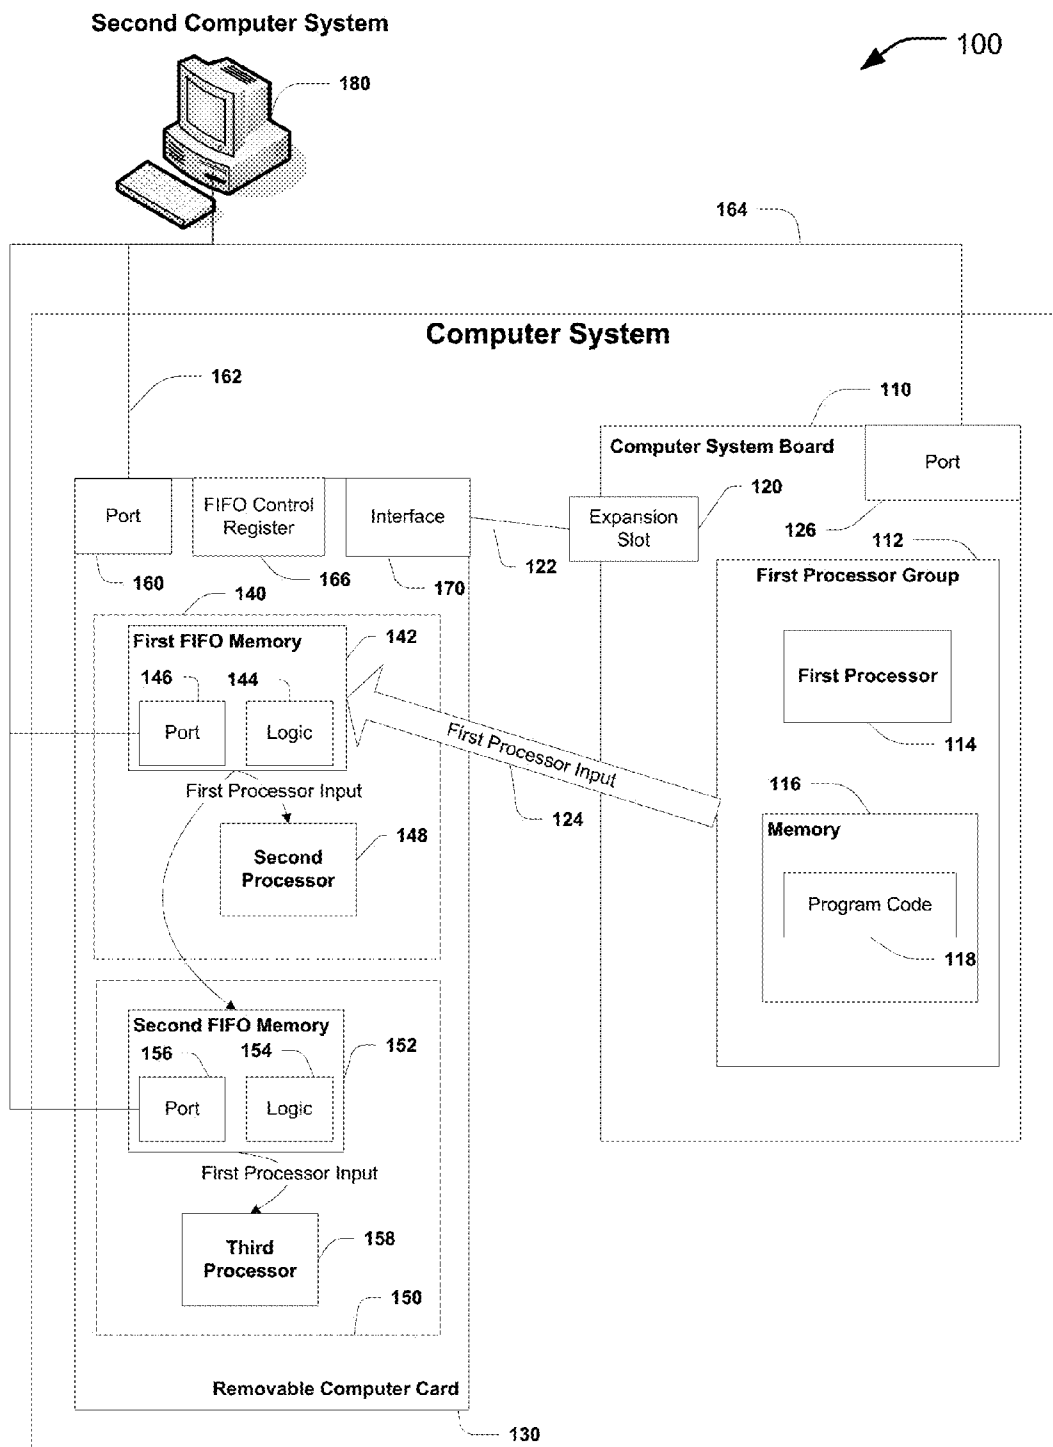 Second Computer System
100
180
164
Computer System
162
110
Computer System Board
Port
120
Port
FIFO Control
Register
Interface
Expansion
Slot
126
112
160
166
170
122
First Processor Group
140
First FIFO Memory
142
146
144
First Processor
Port
Logic
First Processor Input
114
First Processor Input
116
124
Memory
148
Second
Processor
Program Code
118
Second FIFO Memory
152
156
154
Port
Logic
First Processor Input
Third
Processor
158
150
Removable Computer Card
130